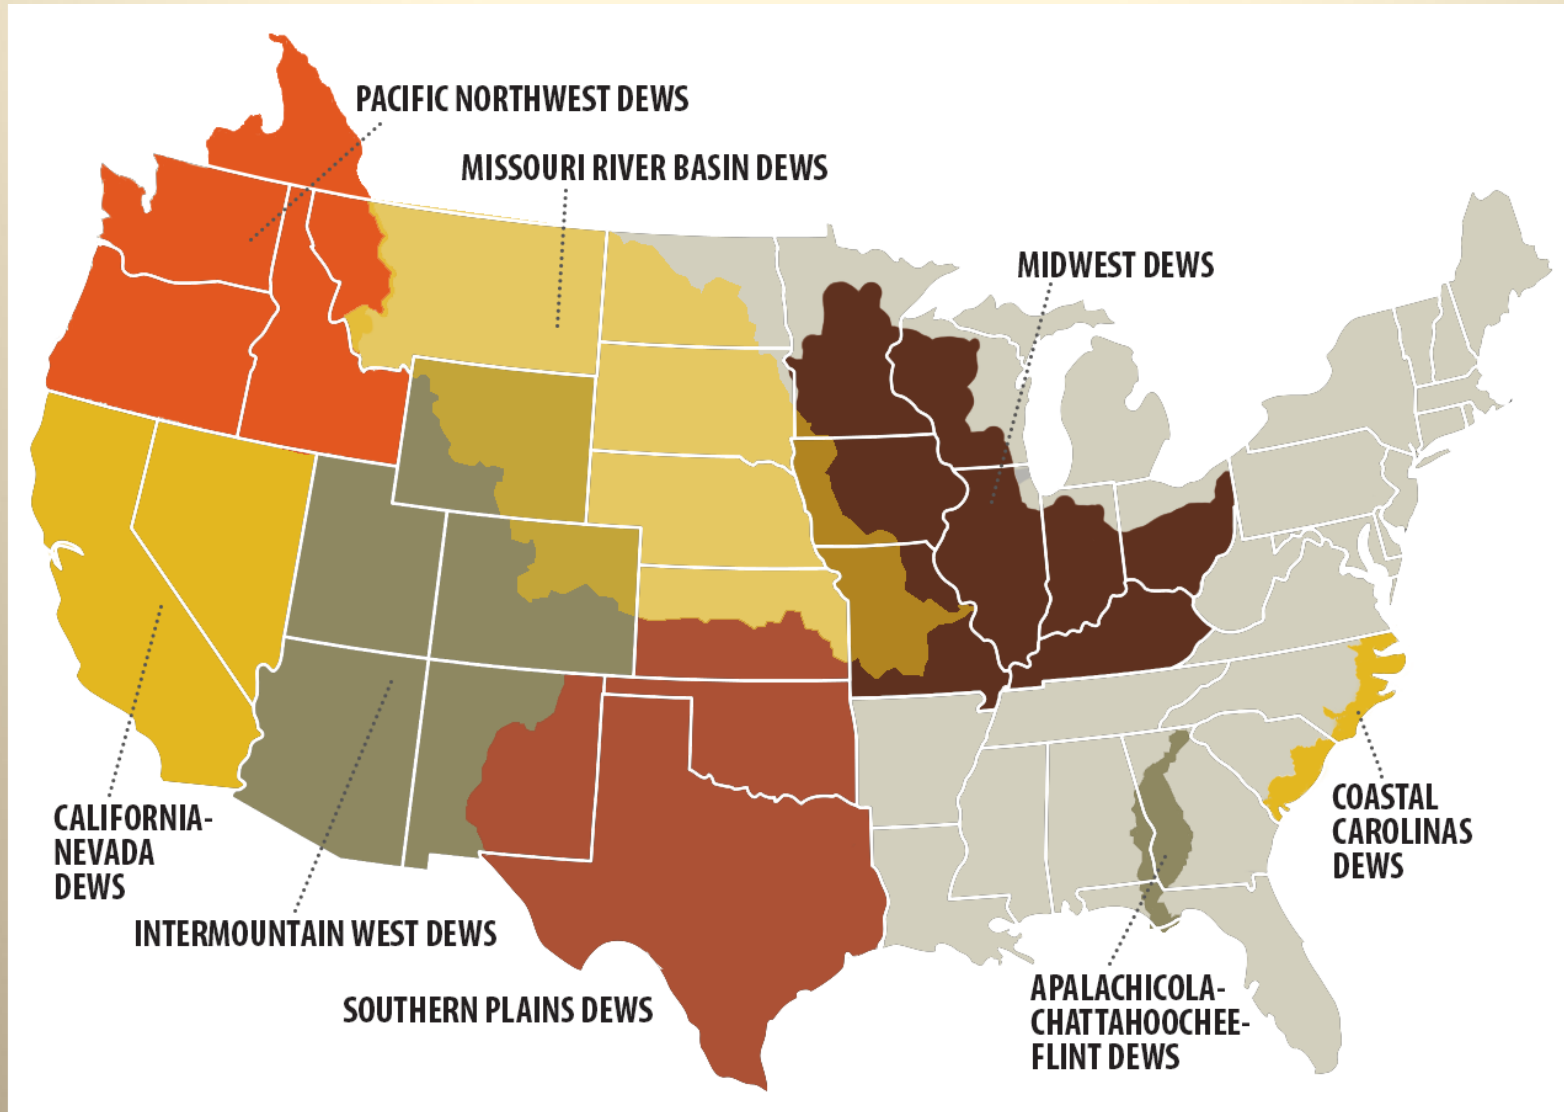 PACIFIC NORTHWEST DEWS
MISSOURI RIVER BASIN DEWS
MIDWEST DEWS
CALIFORNIA-
NEVADA
DEWS
INTERMOUNTAIN WEST DEWS
SOUTHERN PLAINS DEWS
COASTAL
CAROLINAS
DEWS
APALACHICOLA-
CHATTAHOOCHEE-
FLINT DEWS